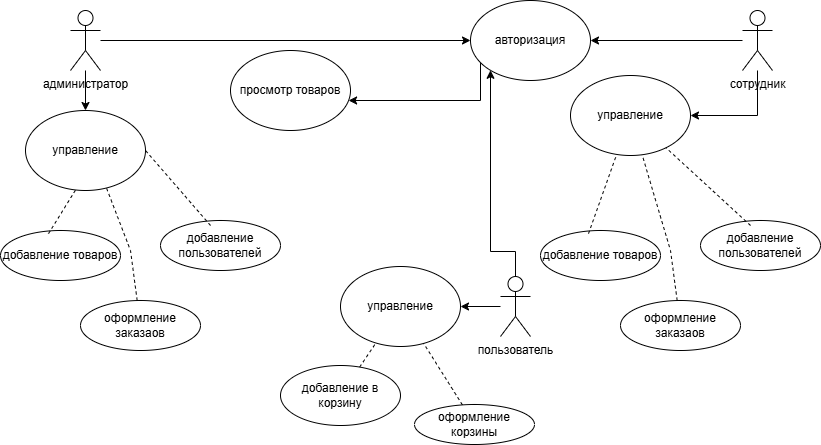 авторизация
просмотр товаров
администратор
сотрудник
управление
управление
добавление
пользователей
добавление товаров
добавление
пользователей
добавление товаров
оформление
заказаов
оформление
заказаов
управление
пользователь
добавление в
корзину
оформление
корзины